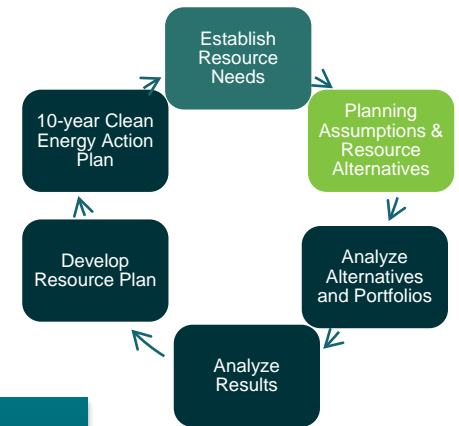 Establish
Resource
Needs
Planning
Assumptions &
Resource
Alternatives
Analyze
Alternatives
and Portfolios
Analyze
Results
Develop
Resource Plan
10-year Clean
Energy Action
Plan